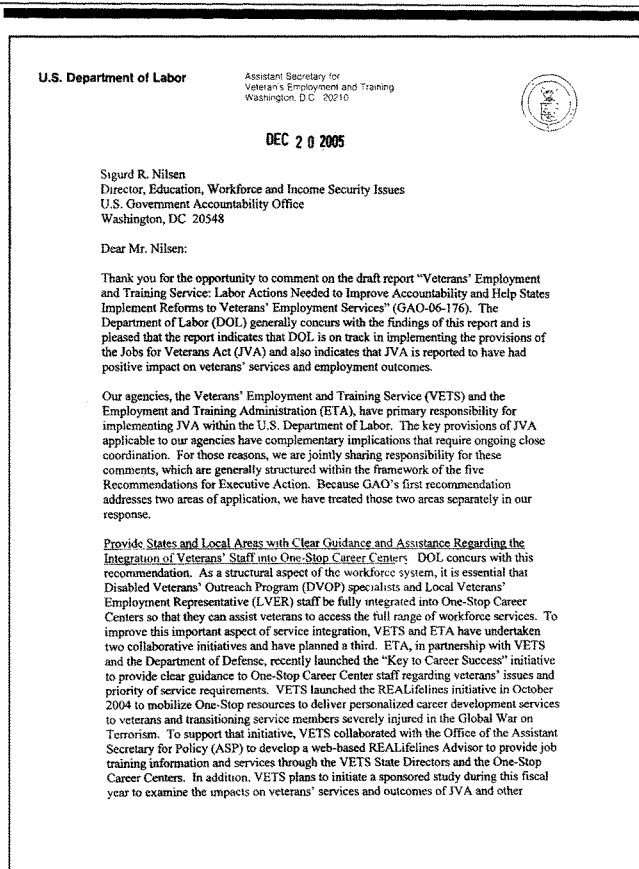 U.S. Department of Labor
Assistant Secretary for
Veteran's Employment and Training
Washington, D.C. 20210
DEC 20 2005
Sigurd R. Nilsen
Director, Education, Workforce and Income Security Issues
U.S. Government Accountability Office
Washington, DC 20548
Dear Mr. Nilsen:
Thank you for the opportunity to comment on the draft report "Veterans' Employment
and Training Service: Labor Actions Needed to Improve Accountability and Help States
Implement Reforms to Veterans' Employment Services" (GAO-06-176). The
Department of Labor (DOL) generally concurs with the findings of this report and is
pleased that the report indicates that DOL is on track in implementing the provisions of
the Jobs for Veterans Act (JVA) and also indicates that JVA is reported to have had
positive impact on veterans' services and employment outcomes.
Our agencies, the Veterans' Employment and Training Service (VETS) and the
Employment and Training Administration (ETA), have primary responsibility for
implementing JVA within the U.S. Department of Labor. The key provisions of JVA
applicable to our agencies have complementary implications that require ongoing close
coordination. For those reasons, we are jointly sharing responsibility for these
comments, which are generally structured within the framework of the five
Recommendations for Executive Action. Because GAO's first recommendation
addresses two areas of application, we have treated those two areas separately in our
response.
Provide States and Local Areas with Clear Guidance and Assistance Regarding the
Integration of Veterans' Staff into One-Stop Career Centers DOL concurs with this
recommendation. As a structural aspect of the workforce system, it is essential that
Disabled Veterans' Outreach Program (DVOP) specialists and Local Veterans'
Employment Representative (LVER) staff be fully integrated into One-Stop Career
Centers so that they can assist veterans to access the full range of workforce services. To
improve this important aspect of service integration, VETS and ETA have undertaken
two collaborative initiatives and have planned a third. ETA, in partnership with VETS
and the Department of Defense, recently launched the "Key to Career Success" initiative
to provide clear guidance to One-Stop Career Center staff regarding veterans' issues and
priority of service requirements. VETS launched the REALifelines initiative in October
2004 to mobilize One-Stop resources to deliver personalized career development services
to veterans and transitioning service members severely injured in the Global War on
Terrorism. To support that initiative, VETS collaborated with the Office of the Assistant
Secretary for Policy (ASP) to develop a web-based REALifelines Advisor to provide job
training information and services through the VETS State Directors and the One-Stop
Career Centers. In addition, VETS plans to initiate a sponsored study during this fiscal
year to examine the impacts on veterans' services and outcomes of JVA and other